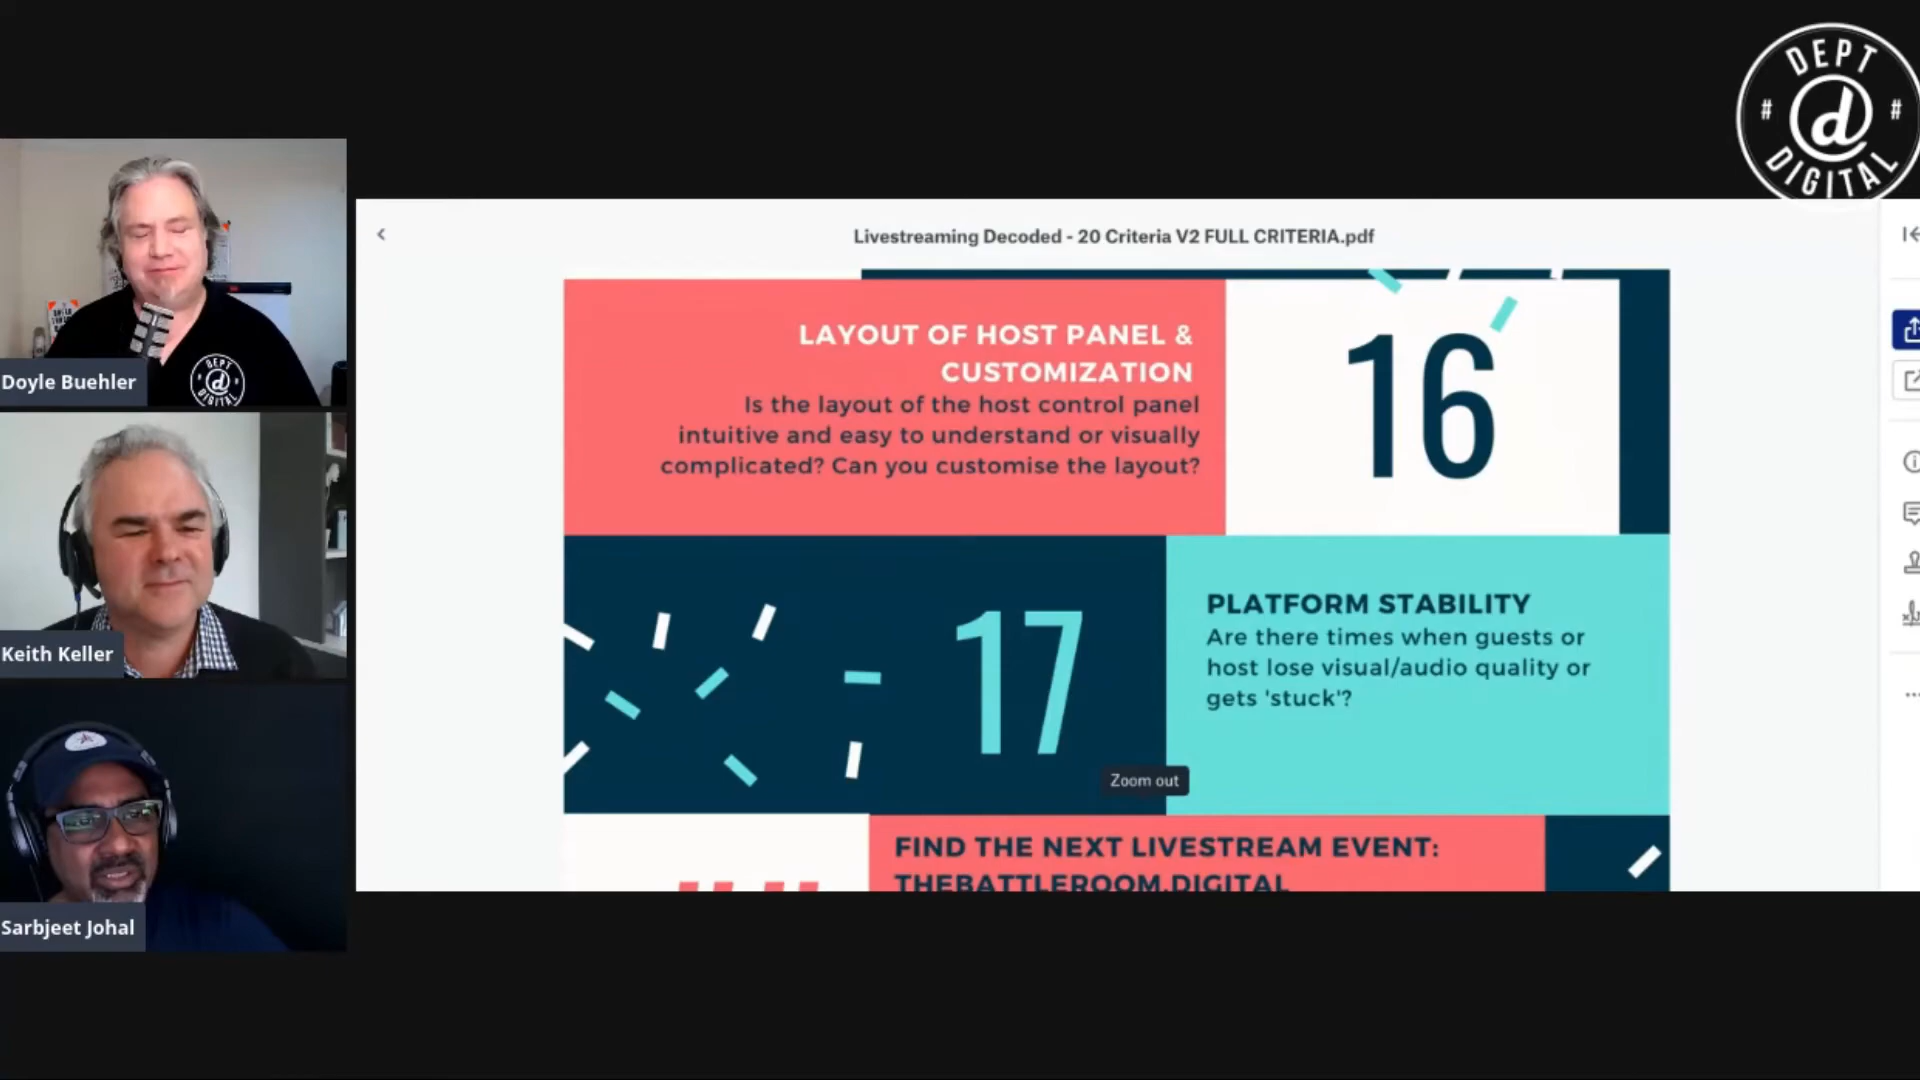 DEPT
# d #
DIGITAL
Doyle Buehler
DEPT
# d #
DIGITAL
Keith Keller
Sarbjeet Johal
Livestreaming Decoded - 20 Criteria V2 FULL CRITERIA.pdf
LAYOUT OF HOST PANEL &
CUSTOMIZATION
Is the layout of the host control panel
intuitive and easy to understand or visually
complicated? Can you customise the layout?
16
17
PLATFORM STABILITY
Are there times when guests or
host lose visual/audio quality or
gets 'stuck'?
Zoom out
FIND THE NEXT LIVESTREAM EVENT:
THEBATTLEROOM.DIGITAL